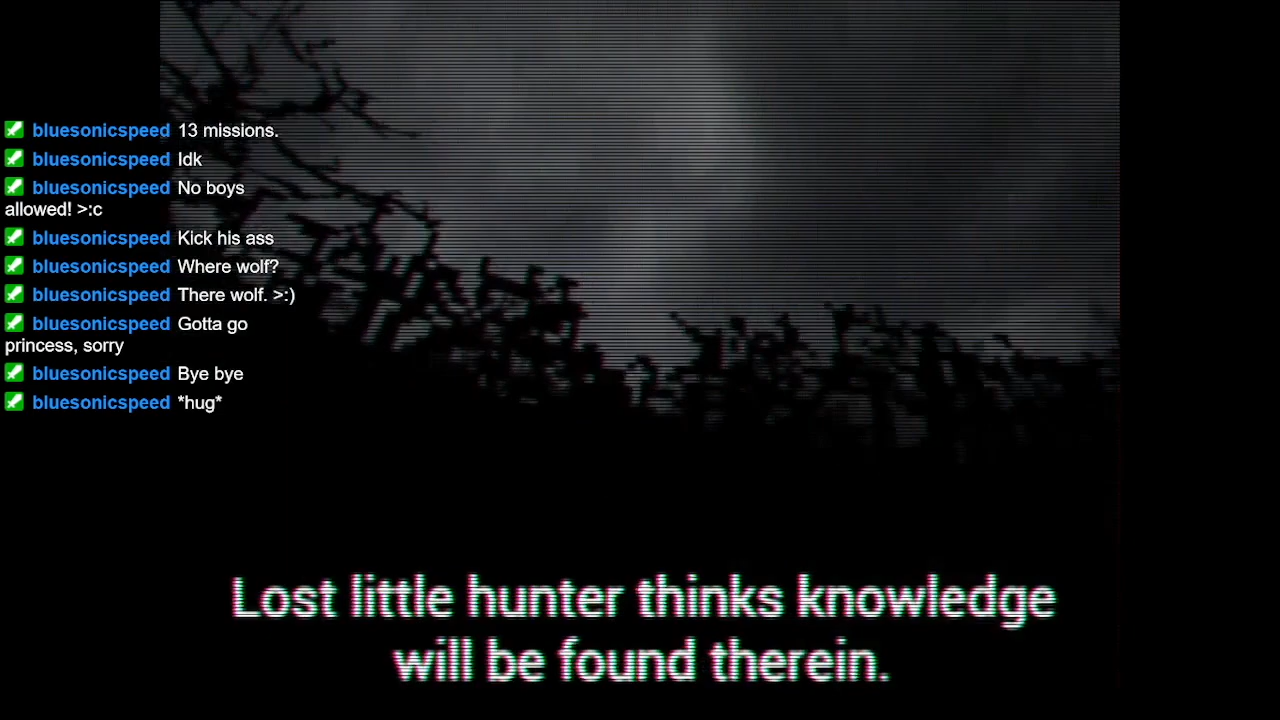 bluesonicspeed 13 missions.
bluesonicspeed Idk
bluesonicspeed No boys
allowed! >:c
bluesonicspeed Kick his ass
bluesonicspeed Where wolf?
bluesonicspeed There wolf. >:)
bluesonicspeed Gotta go
princess, sorry
bluesonicspeed Bye bye
bluesonicspeed *hug*
Lost little hunter thinks knowledge
will be found therein.